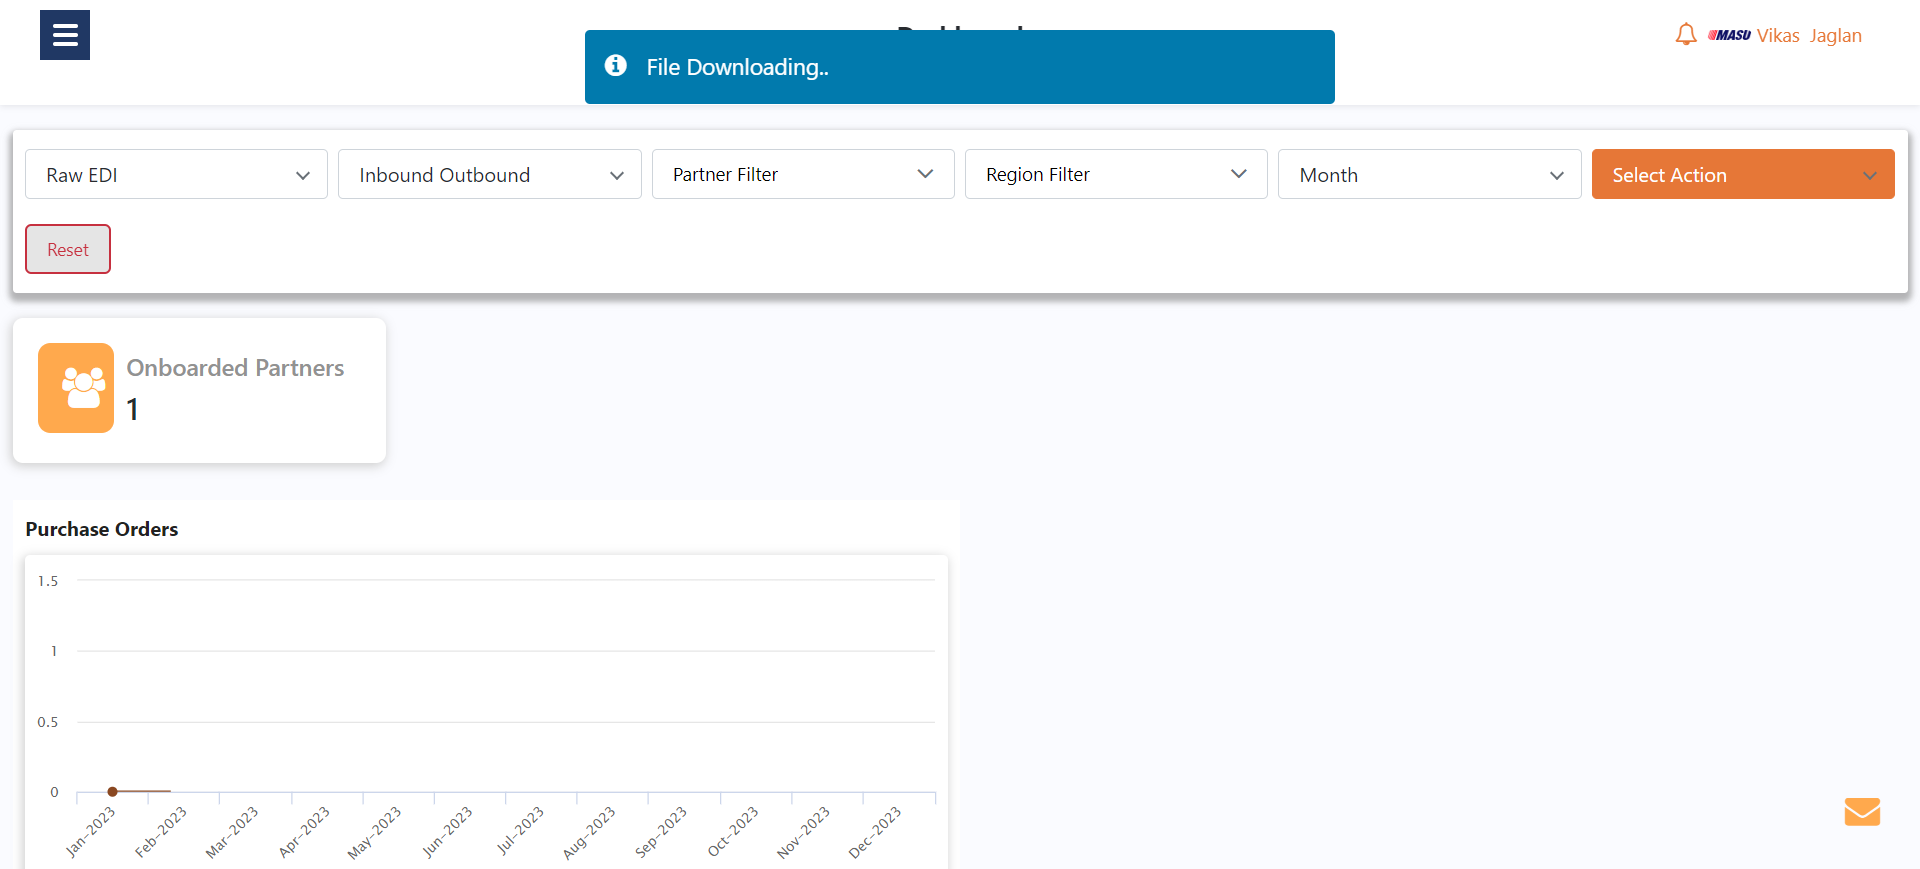 File Downloading..
MASU Vikas Jaglan
Raw EDI
Inbound Outbound
Partner Filter
Region Filter
Month
Select Action
Reset
Onboarded Partners
1
Purchase Orders
1.5
1
0.5
0
Jan-2023
Feb-2023
Mar-2023
Apr-2023
May-2023
Jun-2023
Jul-2023
Aug-2023
Sep-2023
Oct-2023
Nov-2023
Dec-2023